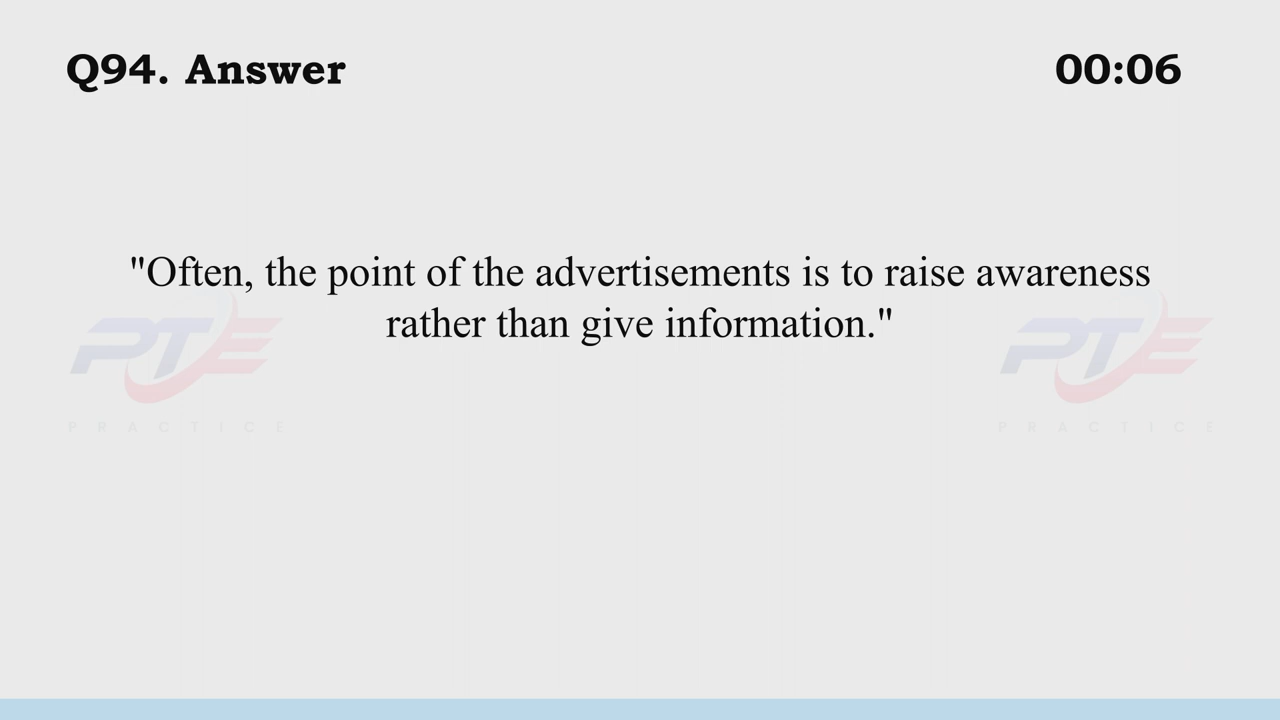 Q94. Answer
00:06
"Often, the point of the advertisements is to raise awareness
rather than give information."
PTE
PRACTICE
PTE
PRACTICE